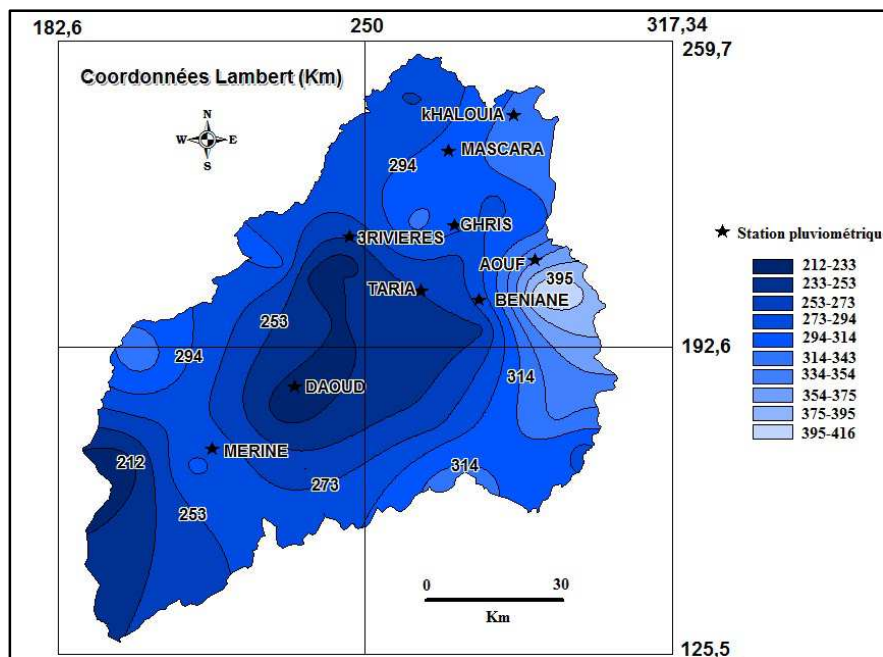 182,6 250 317,34
259,7
Coordonnées Lambert (Km)
N
W E
S
kHALOUIA
MASCARA
294
GHRIS
3RIVIERES
Station pluviométrique
AOUF
395
TARIA
BENIANE
253
192,6
294
314
DAOUD
MERINE
212
314
273
253
0 30
Km
125,5
212-233
233-253
253-273
273-294
294-314
314-343
334-354
354-375
375-395
395-416